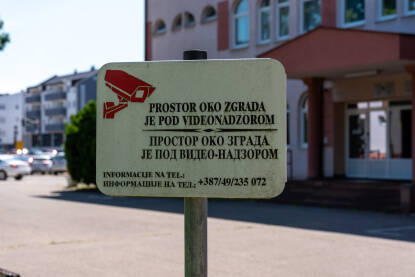 PROSTOR OKO ZGRADA
JE POD VIDEONADZOROM
ПРОСТОР ОКО ЗГРАДА
ЈЕ ПОД ВИДЕО-НАДЗОРОМ
INFORMACIJE NA TEL.:
ИНФОРМАЦИЈЕ НА ТЕЛ.: +387/49/235 072